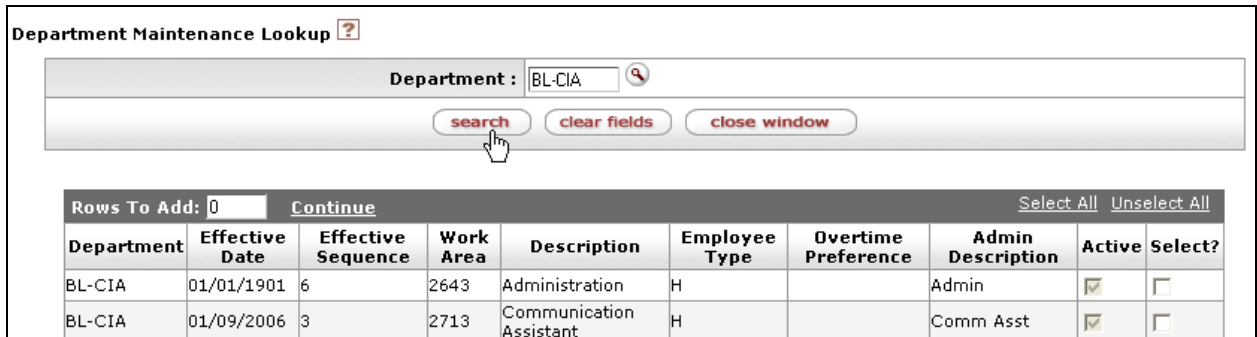 Department Maintenance Lookup ?
Department : BL-CIA
search clear fields close window
Rows To Add: 0 Continue Select All Unselect All
Department Effective Date Effective Sequence Work Area Description Employee Type Overtime Preference Admin Description Active Select?
BL-CIA 01/01/1901 6 2643 Administration H Admin
BL-CIA 01/09/2006 3 2713 Communication Assistant H Comm Asst